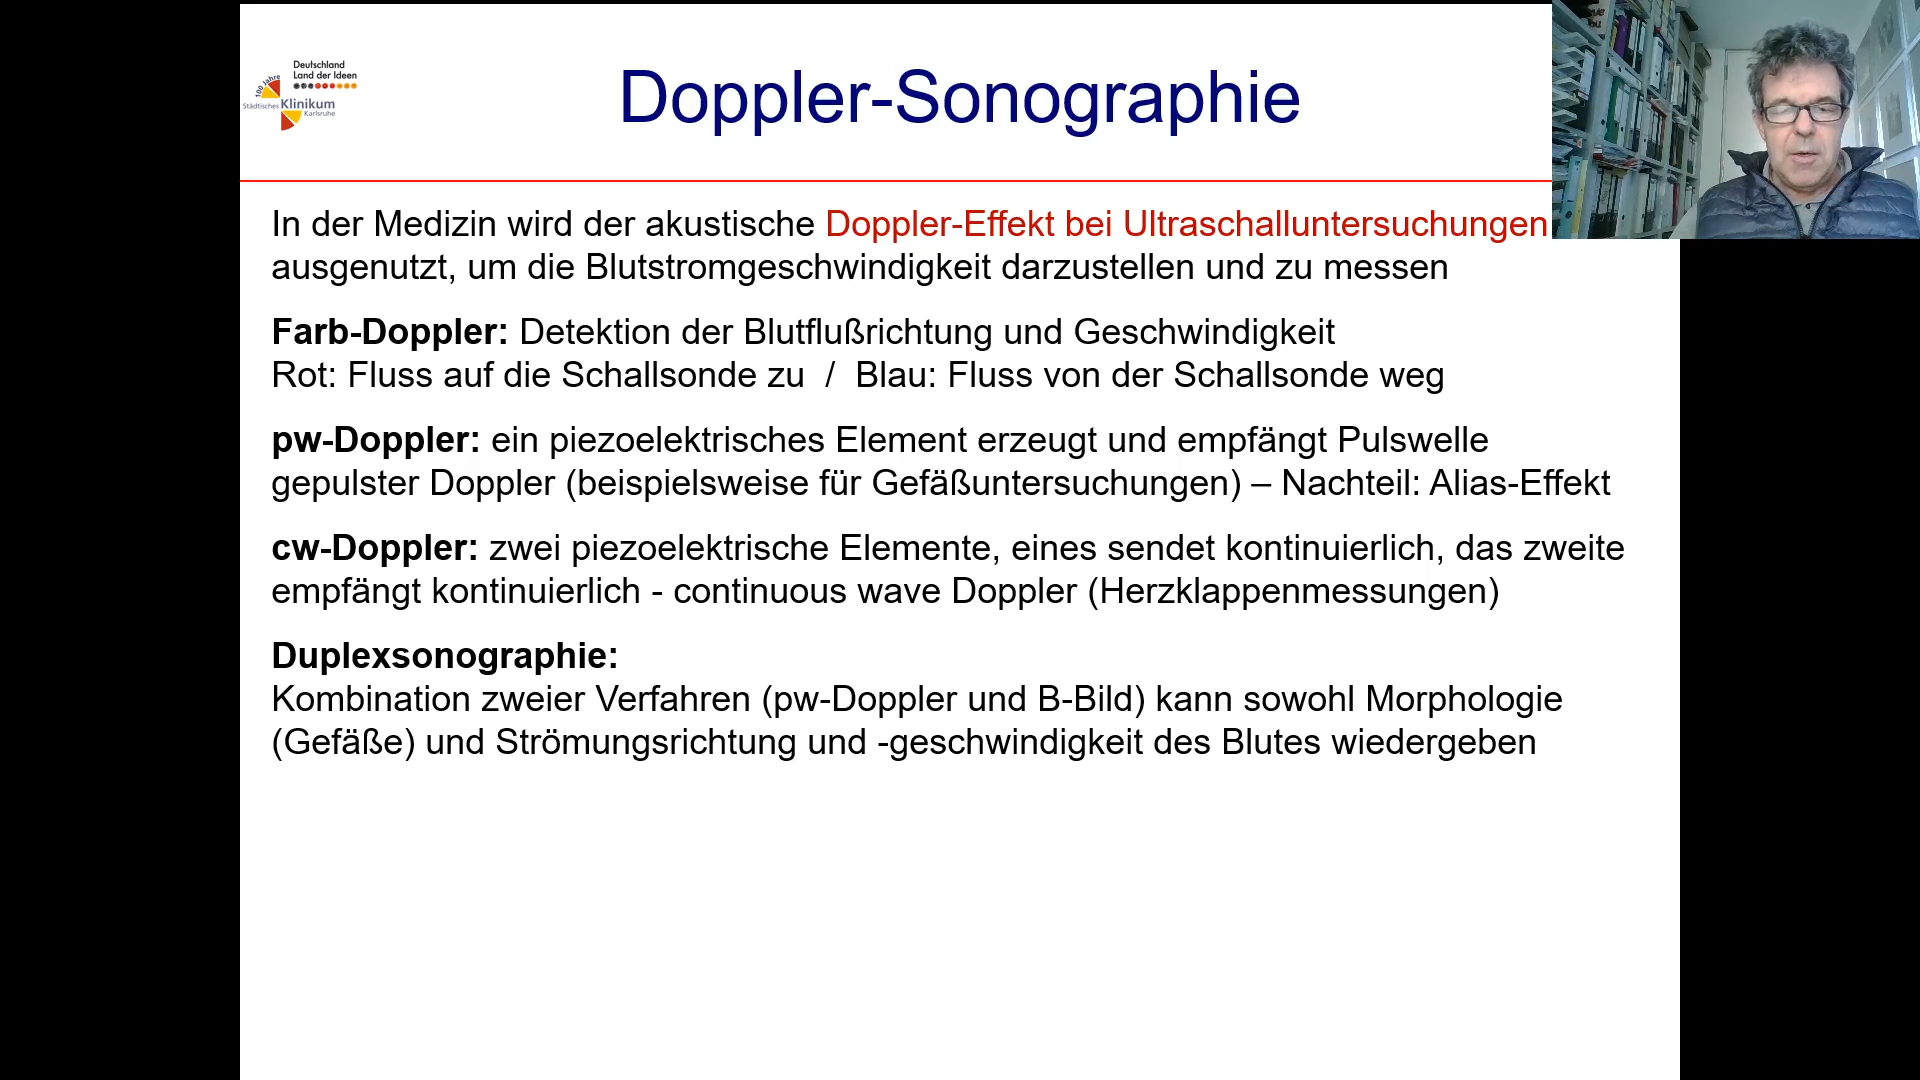 Deutschland
Land der Ideen
100 Jahre
Städtisches Klinikum
Karlsruhe
Doppler-Sonographie
In der Medizin wird der akustische Doppler-Effekt bei Ultraschalluntersuchungen
ausgenutzt, um die Blutstromgeschwindigkeit darzustellen und zu messen
Farb-Doppler: Detektion der Blutflußrichtung und Geschwindigkeit
Rot: Fluss auf die Schallsonde zu / Blau: Fluss von der Schallsonde weg
pw-Doppler: ein piezoelektrisches Element erzeugt und empfängt Pulswelle
gepulster Doppler (beispielsweise für Gefäßuntersuchungen) – Nachteil: Alias-Effekt
cw-Doppler: zwei piezoelektrische Elemente, eines sendet kontinuierlich, das zweite
empfängt kontinuierlich - continuous wave Doppler (Herzklappenmessungen)
Duplexsonographie:
Kombination zweier Verfahren (pw-Doppler und B-Bild) kann sowohl Morphologie
(Gefäße) und Strömungsrichtung und -geschwindigkeit des Blutes wiedergeben